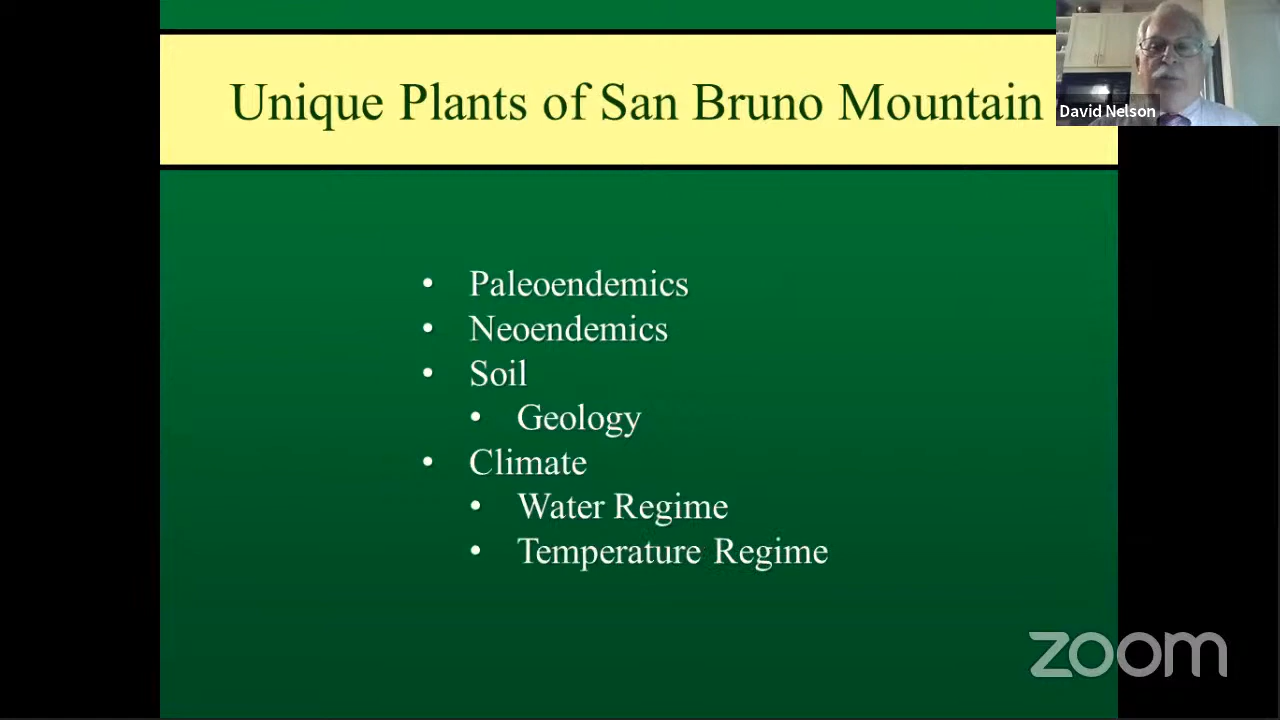 Unique Plants of San Bruno Mountain
David Nelson
• Paleoendemics
• Neoendemics
• Soil
• Geology
• Climate
• Water Regime
• Temperature Regime
zoom